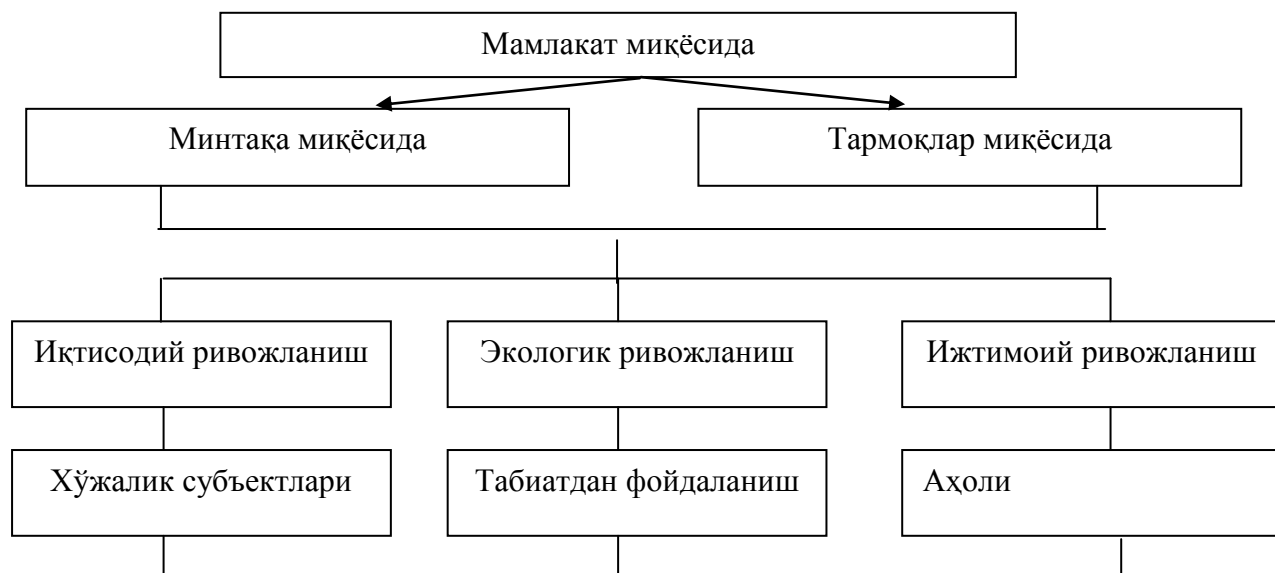 Мамлакат миқёсида
Минтақа миқёсида
Тармоқлар миқёсида
Иқтисодий ривожланиш
Экологик ривожланиш
Ижтимоий ривожланиш
Хўжалик субъектлари
Табиатдан фойдаланиш
Аҳоли